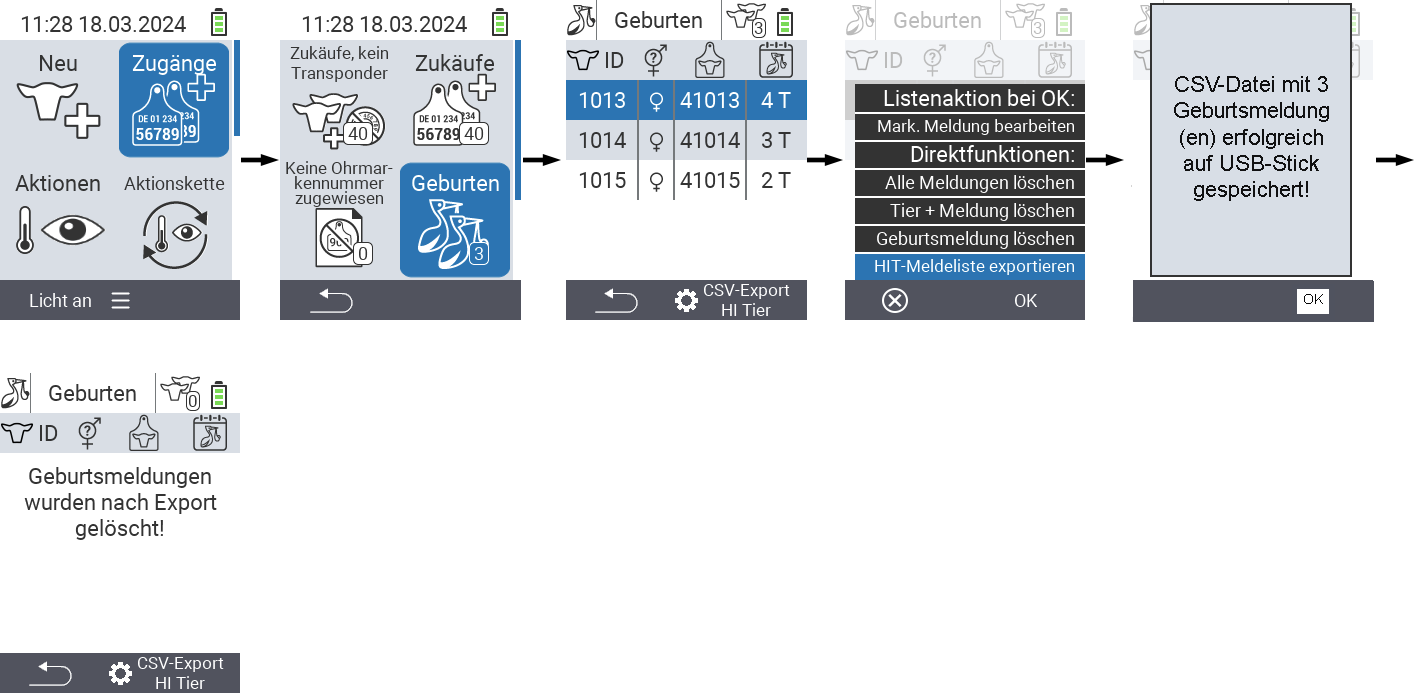 11:28 18.03.2024
Neu
Zugänge
DE 01 234
56789
39
Aktionen
Aktionskette
Licht an
11:28 18.03.2024
Zukäufe, kein
Transponder
40
Zukäufe
DE 01 234
234
56789
40
Keine Ohrmar-
kennummer
zugewiesen
0
Geburten
3
Geburten
3
ID
1013 ♀ 41013 4 T
1014 ♀ 41014 3 T
1015 ♀ 41015 2 T
CSV-Export
HI Tier
Geburten
3
ID
Listenaktion bei OK:
Mark. Meldung bearbeiten
Direktfunktionen:
Alle Meldungen löschen
Tier + Meldung löschen
Geburtsmeldung löschen
HIT-Meldeliste exportieren
OK
CSV-Datei mit 3
Geburtsmeldung
(en) erfolgreich
auf USB-Stick
gespeichert!
OK
Geburten
0
ID
Geburtsmeldungen
wurden nach Export
gelöscht!
CSV-Export
HI Tier